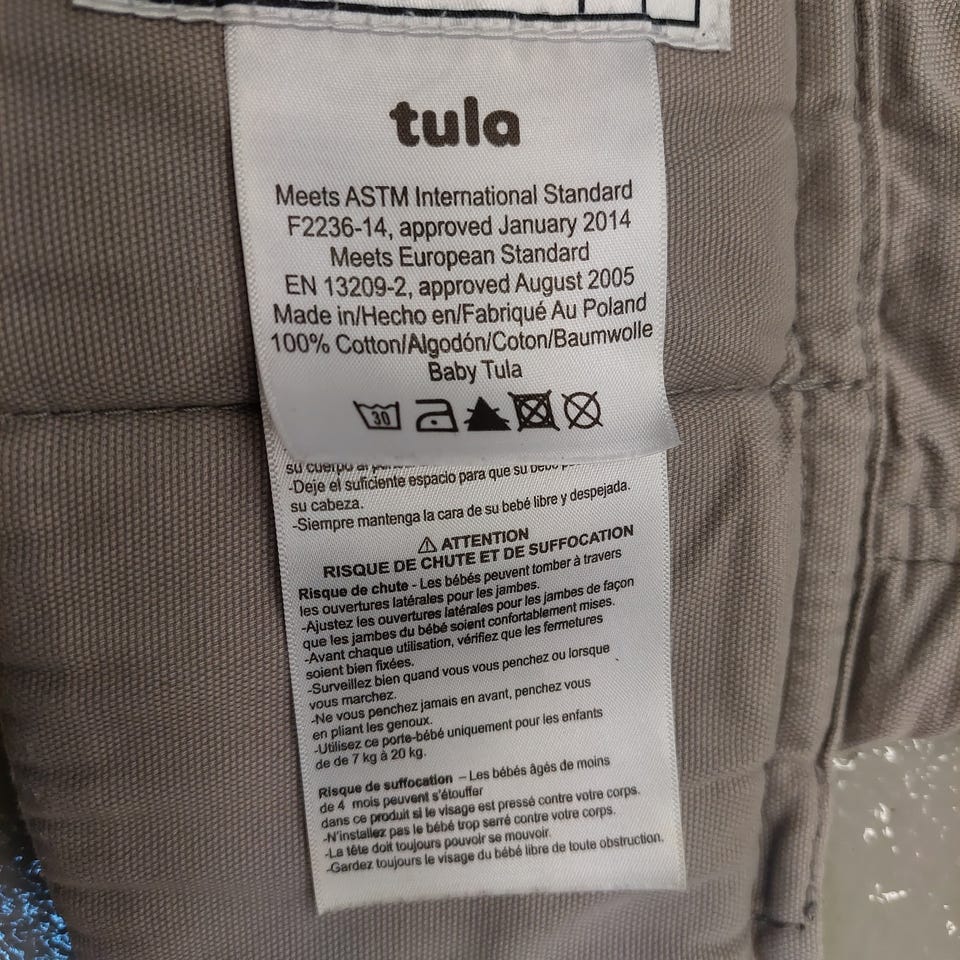 tula
Meets ASTM International Standard
F2236-14, approved January 2014
Meets European Standard
EN 13209-2, approved August 2005
Made in/Hecho en/Fabriqué Au Poland
100% Cotton/Algodón/Coton/Baumwolle
Baby Tula
30
su cuerpo al
-Deje el suficiente espacio para que su bebé
su cabeza.
-Siempre mantenga la cara de su bebé libre y despejada.
⚠ ATTENTION
RISQUE DE CHUTE ET DE SUFFOCATION
Risque de chute - Les bébés peuvent tomber à travers
les ouvertures latérales pour les jambes.
-Ajustez les ouvertures latérales pour les jambes de façon
que les jambes du bébé soient confortablement mises.
-Avant chaque utilisation, vérifiez que les fermetures
soient bien fixées.
-Surveillez bien quand vous vous penchez ou lorsque
vous marchez.
-Ne vous penchez jamais en avant, penchez vous
en pliant les genoux.
-Utilisez ce porte-bébé uniquement pour les enfants
de de 7 kg à 20 kg.
Risque de suffocation – Les bébés âgés de moins
de 4 mois peuvent s'étouffer
dans ce produit si le visage est pressé contre votre corps.
-N'installez pas le bébé trop serré contre votre corps.
-La tête doit toujours pouvoir se mouvoir.
-Gardez toujours le visage du bébé libre de toute obstruction.